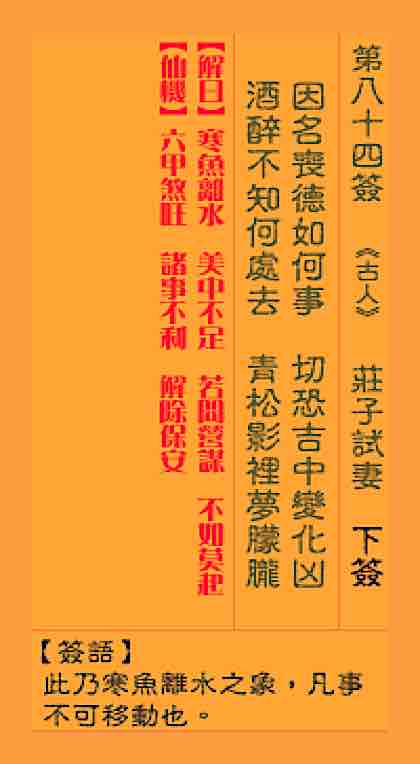 第八十四簽 《古人》 莊子試妻 下簽
因名喪德如何事 切恐吉中變化凶
酒醉不知何處去 青松影裡夢朦朧
【解曰】 寒魚離水 美中不足 若問營謀 不如莫起
【仙機】 六甲煞旺 諸事不利 解除保安
【簽語】
此乃寒魚離水之象，凡事
不可移動也。